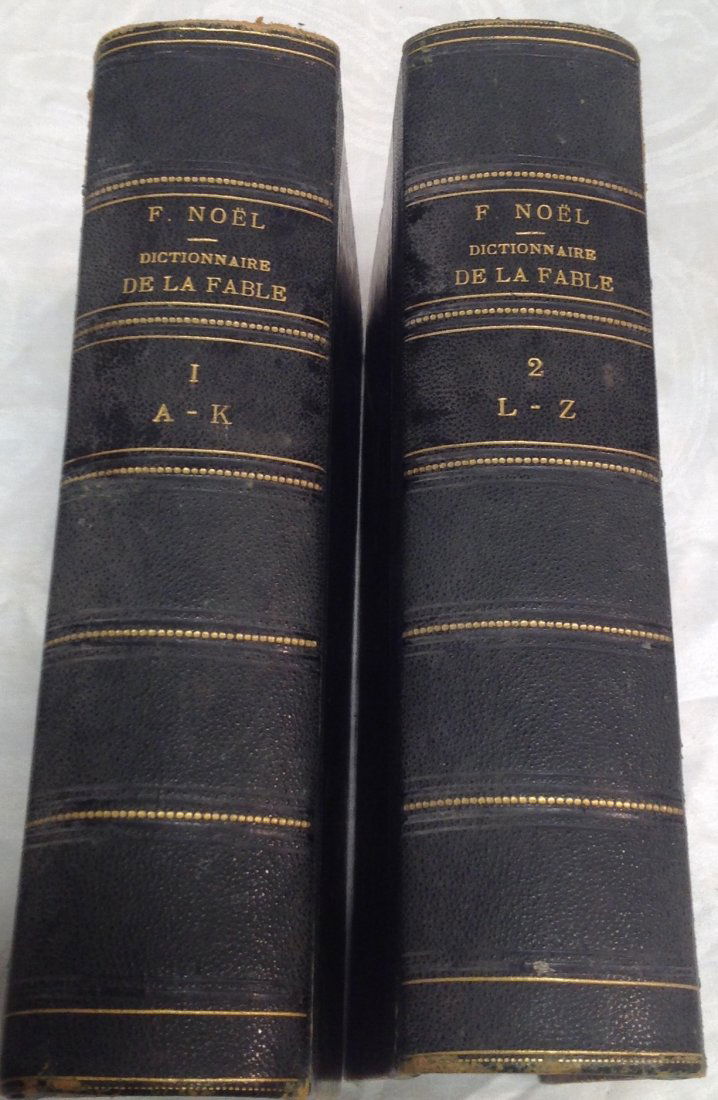 F. NOËL
DICTIONNAIRE
DE LA FABLE
I
A - K
F NOËL
DICTIONNAIRE
DE LA FABLE
2
L - Z